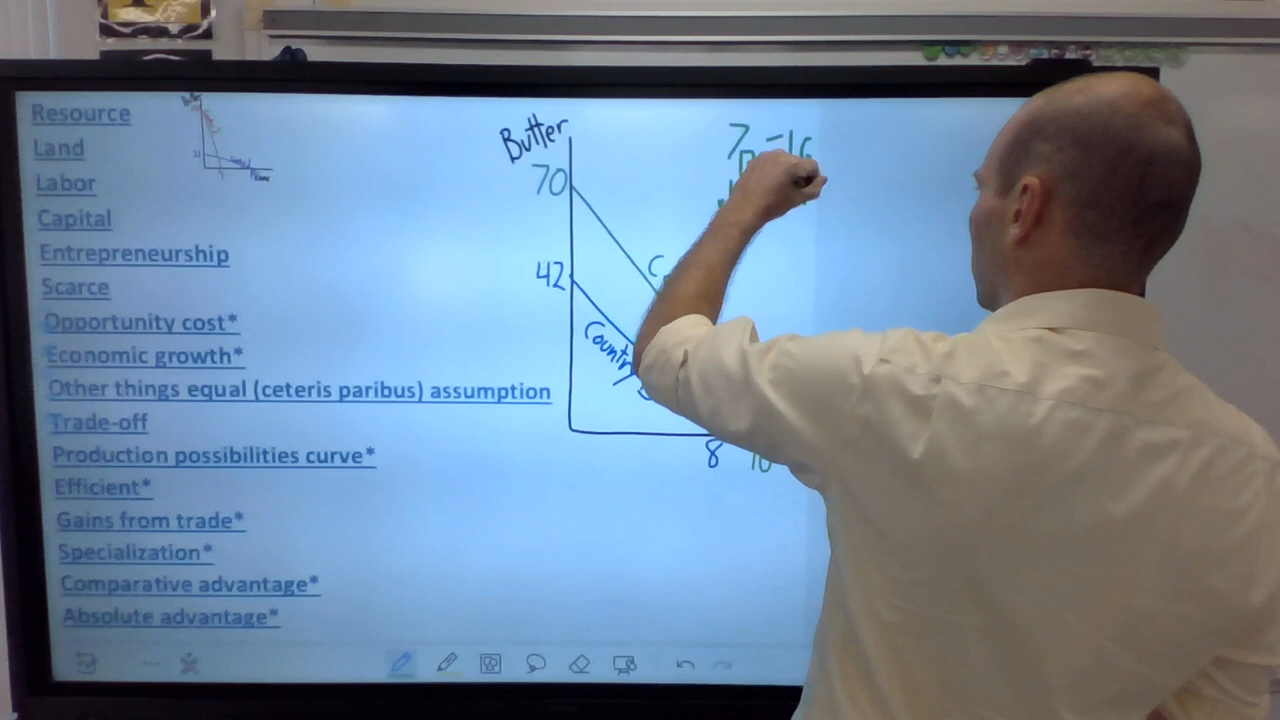 Resource
Land
Labor
Capital
Entrepreneurship
Scarce
Opportunity cost*
Economic growth*
Other things equal (ceteris paribus) assumption
Trade-off
Production possibilities curve*
Efficient*
Gains from trade*
Specialization*
Comparative advantage*
Absolute advantage*
Butter
70
42
8